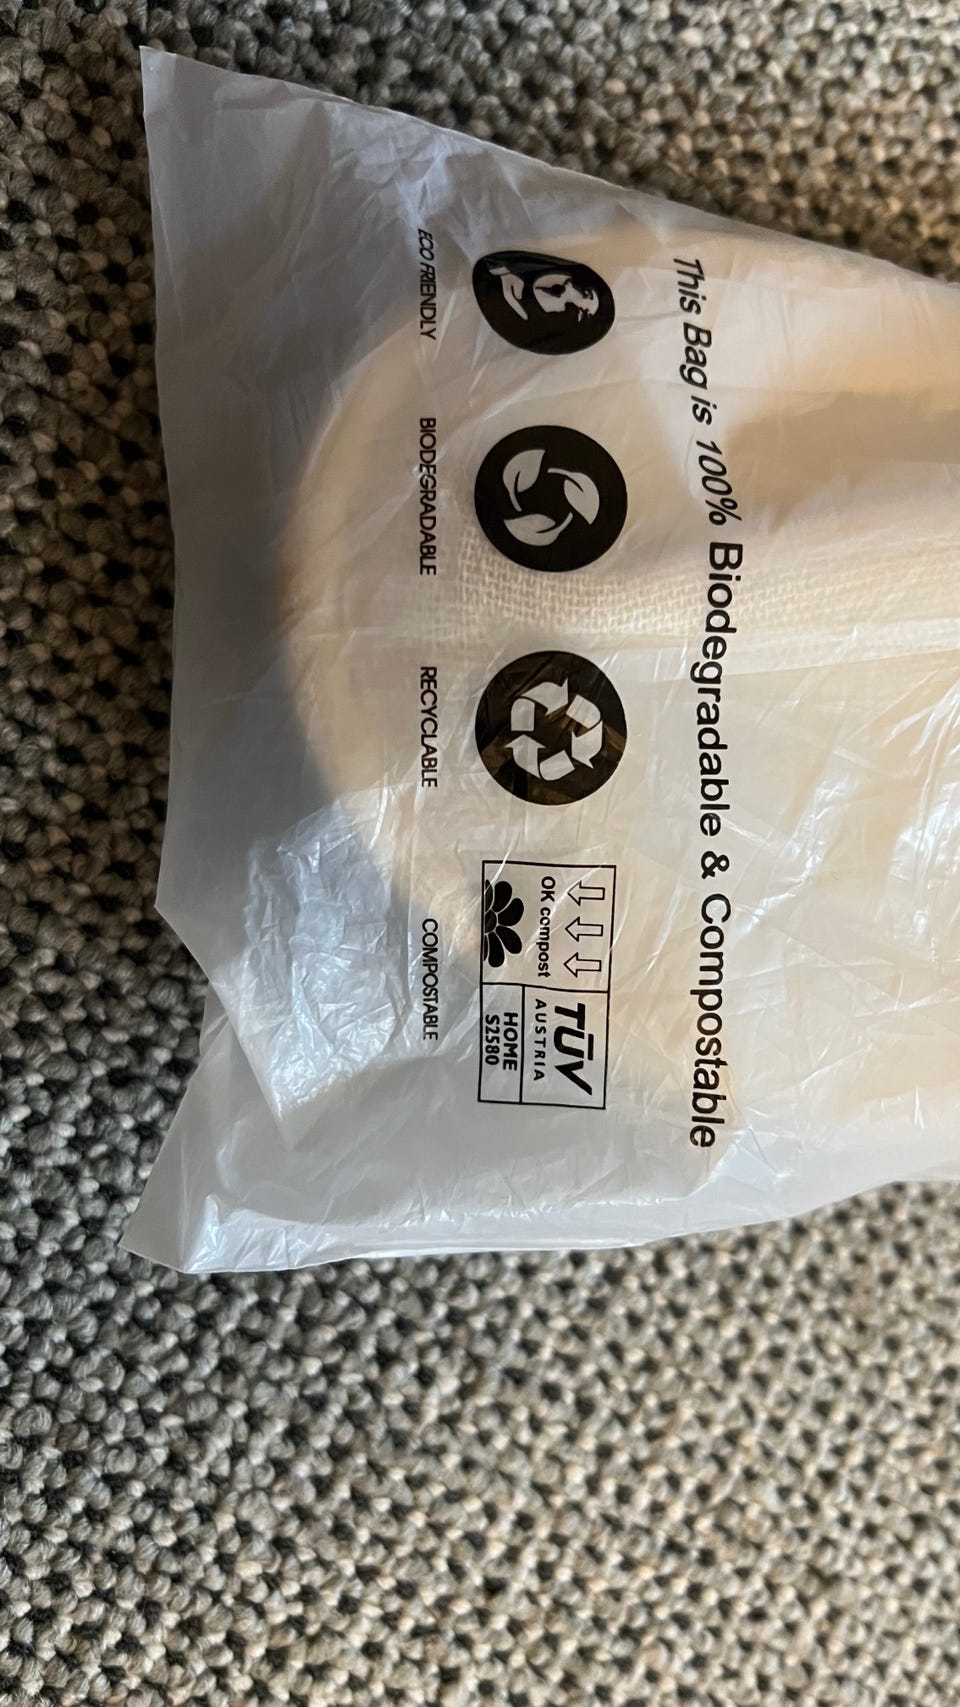 This Bag is 100% Biodegradable & Compostable
OK compost
TÜV
AUSTRIA
HOME
S2580
ECO FRIENDLY
BIODEGRADABLE
RECYCLABLE
COMPOSTABLE